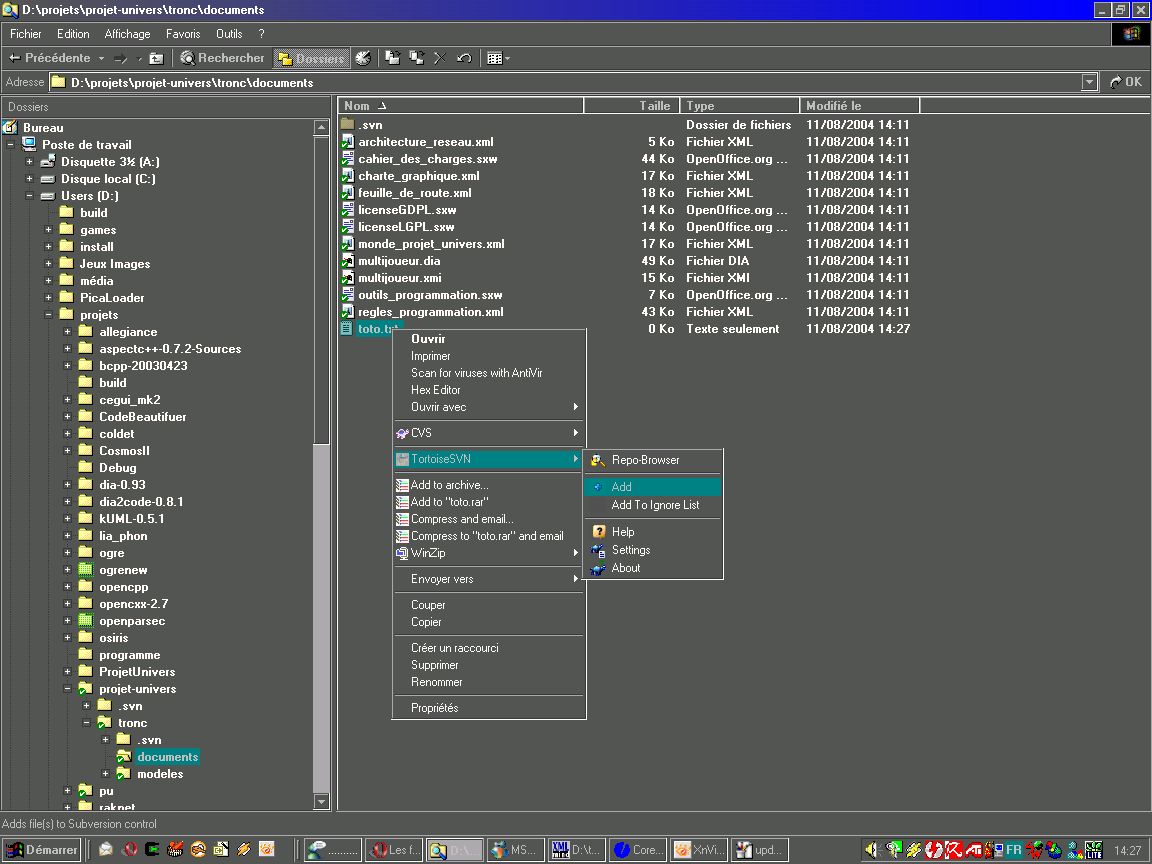 D:\projets\projet-univers\tronc\documents
Fichier Edition Affichage Favoris Outils ?
Précédente Rechercher Dossiers
Adresse D:\projets\projet-univers\tronc\documents OK
Dossiers
Bureau
Poste de travail
Disquette 3½ (A:)
Disque local (C:)
Users (D:)
build
games
install
Jeux Images
média
PicaLoader
projets
allegiance
aspectc++-0.7.2-Sources
bcpp-20030423
build
cegui_mk2
CodeBeautifuer
coldet
CosmosII
Debug
dia-0.93
dia2code-0.8.1
kUML-0.5.1
lia_phon
ogre
ogrenew
opencpp
opencxx-2.7
openparsec
osiris
programme
ProjetUnivers
projet-univers
.svn
tronc
.svn
documents
modeles
pu
raknet
Nom Taille Type Modifié le
.svn Dossier de fichiers 11/08/2004 14:11
architecture_reseau.xml 5 Ko Fichier XML 11/08/2004 14:11
cahier_des_charges.sxw 44 Ko OpenOffice.org ... 11/08/2004 14:11
charte_graphique.xml 17 Ko Fichier XML 11/08/2004 14:11
feuille_de_route.xml 18 Ko Fichier XML 11/08/2004 14:11
licenseGDPL.sxw 14 Ko OpenOffice.org ... 11/08/2004 14:11
licenseLGPL.sxw 14 Ko OpenOffice.org ... 11/08/2004 14:11
monde_projet_univers.xml 17 Ko Fichier XML 11/08/2004 14:11
multijoueur.dia 49 Ko Fichier DIA 11/08/2004 14:11
multijoueur.xmi 15 Ko Fichier XMI 11/08/2004 14:11
outils_programmation.sxw 7 Ko OpenOffice.org ... 11/08/2004 14:11
regles_programmation.xml 43 Ko Fichier XML 11/08/2004 14:11
toto.txt 0 Ko Texte seulement 11/08/2004 14:27
Ouvrir
Imprimer
Scan for viruses with AntiVir
Hex Editor
Ouvrir avec
CVS
TortoiseSVN
Add to archive...
Add to "toto.rar"
Compress and email...
Compress to "toto.rar" and email
WinZip
Envoyer vers
Couper
Copier
Créer un raccourci
Supprimer
Renommer
Propriétés
Repo-Browser
Add
Add To Ignore List
Help
Settings
About
Adds file(s) to Subversion control
Démarrer .......... Les f... D:\... MS... D:\t... Core... XnVi... upd... FR 14:27